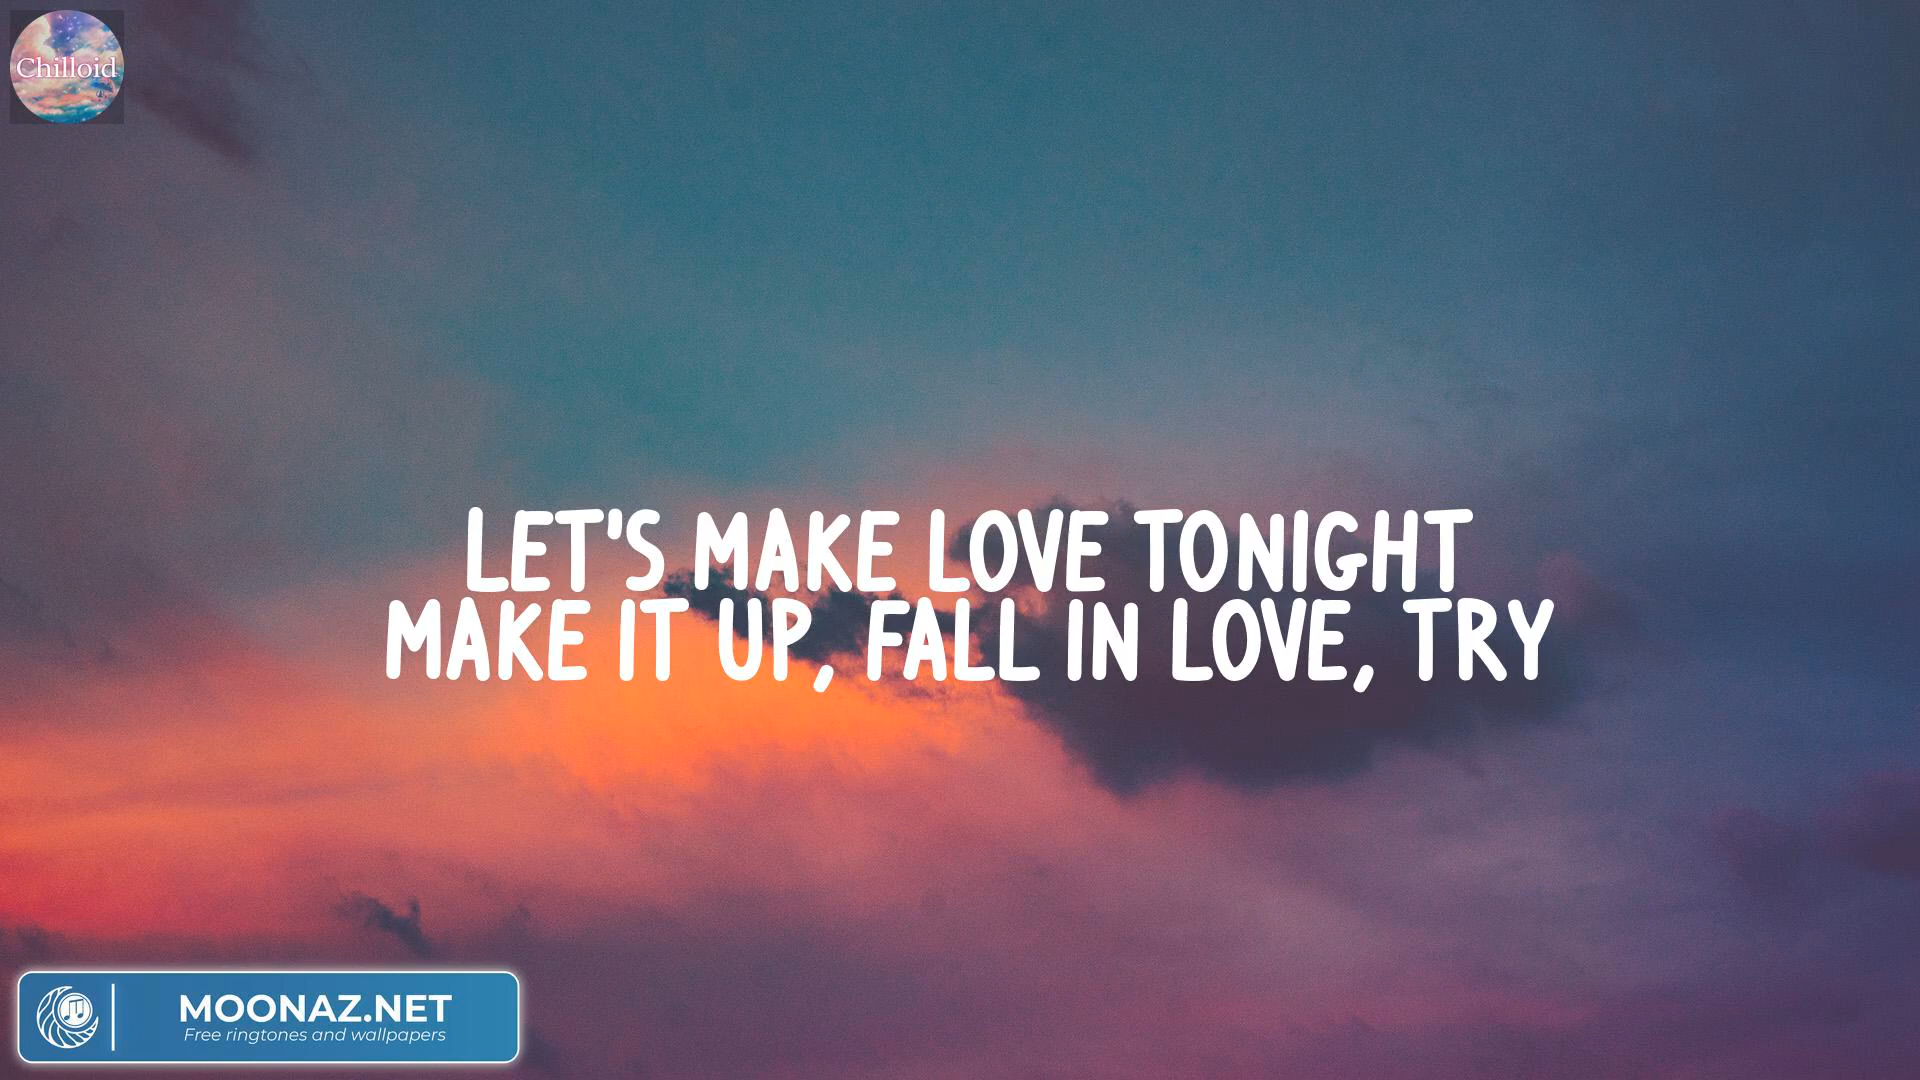 Chilloid
LET'S MAKE LOVE TONIGHT
MAKE IT UP, FALL IN LOVE, TRY
MOONAZ.NET
Free ringtones and wallpapers